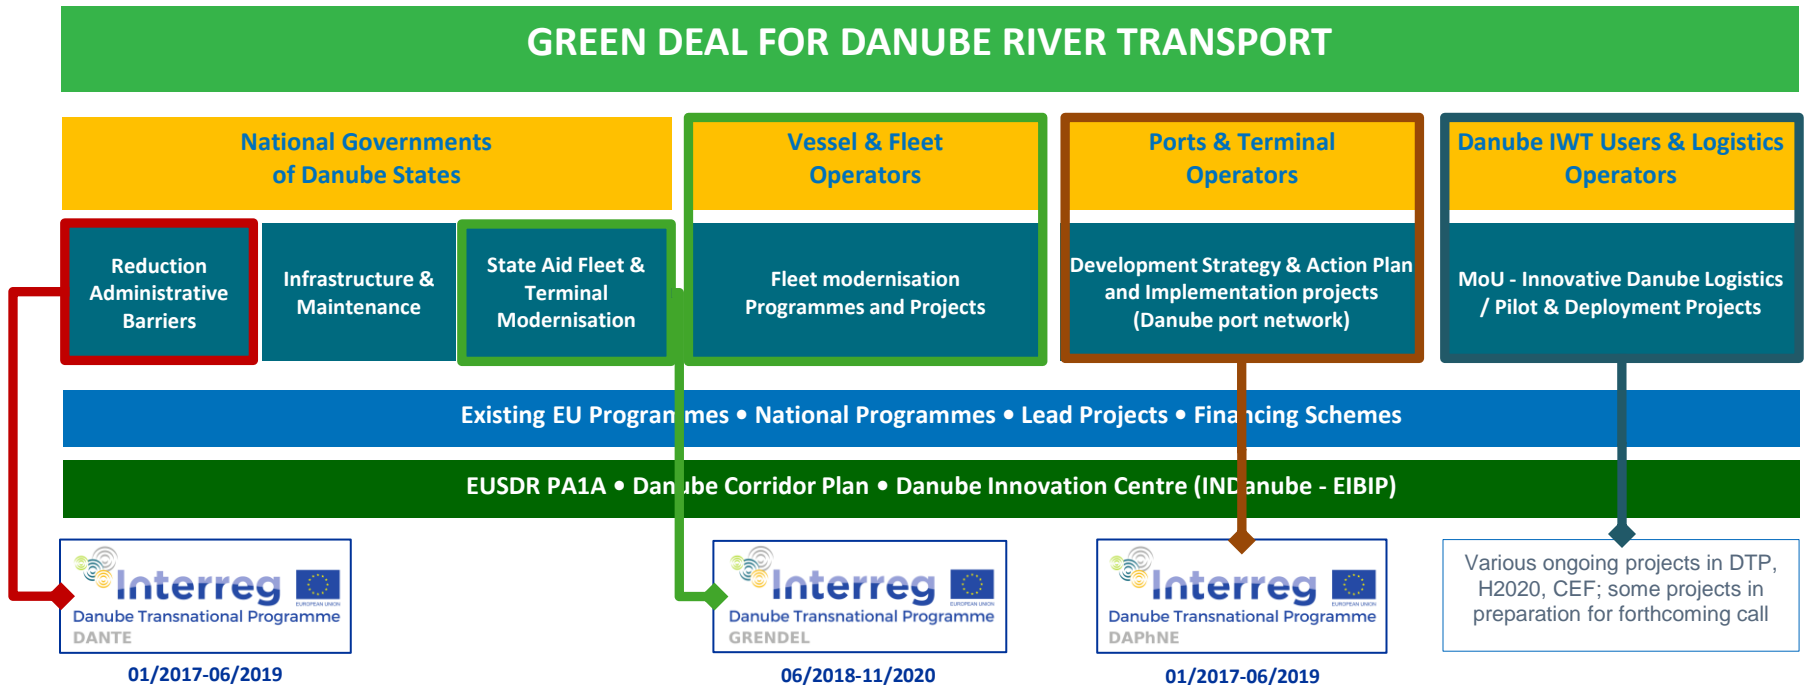 GREEN DEAL FOR DANUBE RIVER TRANSPORT
National Governments
of Danube States
Vessel & Fleet
Operators
Ports & Terminal
Operators
Danube IWT Users & Logistics
Operators
Reduction
Administrative
Barriers
Infrastructure &
Maintenance
State Aid Fleet &
Terminal
Modernisation
Fleet modernisation
Programmes and Projects
Development Strategy & Action Plan
and Implementation projects
(Danube port network)
MoU - Innovative Danube Logistics
/ Pilot & Deployment Projects
Existing EU Programmes • National Programmes • Lead Projects • Financing Schemes
EUSDR PA1A • Danube Corridor Plan • Danube Innovation Centre (INDanube - EIBIP)
Interreg
EUROPEAN UNION
Danube Transnational Programme
DANTE
01/2017-06/2019
Interreg
EUROPEAN UNION
Danube Transnational Programme
GRENDEL
06/2018-11/2020
Interreg
EUROPEAN UNION
Danube Transnational Programme
DAPhNE
01/2017-06/2019
Various ongoing projects in DTP,
H2020, CEF; some projects in
preparation for forthcoming call